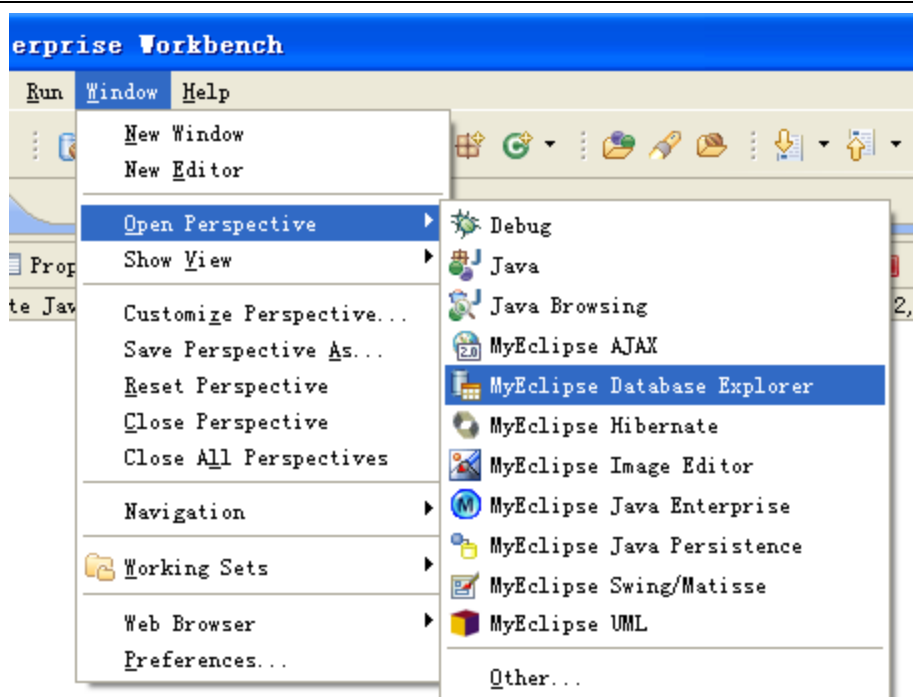 erprise Workbench
Run Window Help
New Window
New Editor
Open Perspective
Show View
Customize Perspective...
Save Perspective As...
Reset Perspective
Close Perspective
Close All Perspectives
Navigation
Working Sets
Web Browser
Preferences...
Debug
Java
Java Browsing
2.0
MyEclipse AJAX
MyEclipse Database Explorer
MyEclipse Hibernate
MyEclipse Image Editor
M
MyEclipse Java Enterprise
MyEclipse Java Persistence
MyEclipse Swing/Matisse
MyEclipse UML
Other...
Prop
te Jav
2,